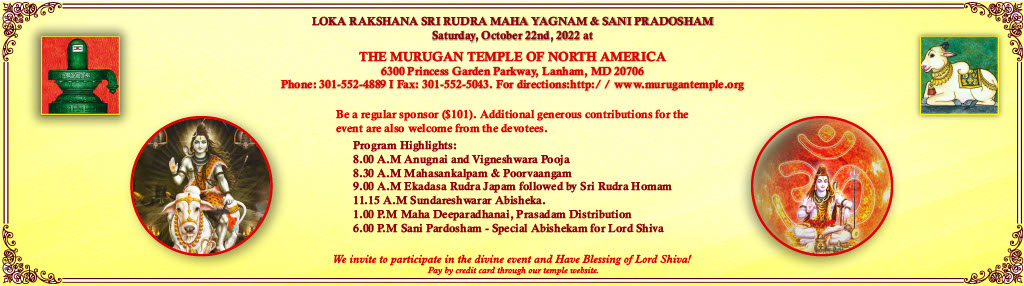 LOKA RAKSHANA SRI RUDRA MAHA YAGNAM & SANI PRADOSHAM
Saturday, October 22nd, 2022 at
THE MURUGAN TEMPLE OF NORTH AMERICA
6300 Princess Garden Parkway, Lanham, MD 20706
Phone: 301-552-4889 I Fax: 301-552-5043. For directions:http:/ / www.murugantemple.org
Be a regular sponsor ($101). Additional generous contributions for the
event are also welcome from the devotees.
Program Highlights:
8.00 A.M Anugnai and Vigneshwara Pooja
8.30 A.M Mahasankalpam & Poorvaangam
9.00 A.M Ekadasa Rudra Japam followed by Sri Rudra Homam
11.15 A.M Sundareshwarar Abisheka.
1.00 P.M Maha Deeparadhanai, Prasadam Distribution
6.00 P.M Sani Pardosham - Special Abishekam for Lord Shiva
We invite to participate in the divine event and Have Blessing of Lord Shiva!
Pay by credit card through our temple website.